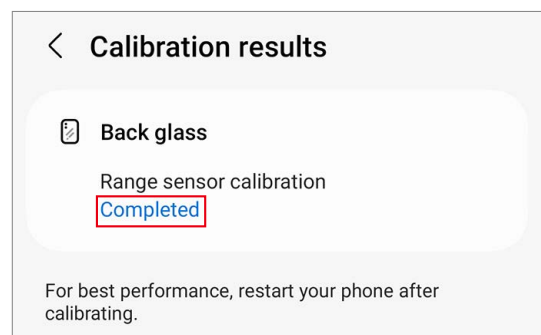 Calibration results
Back glass
Range sensor calibration
Completed
For best performance, restart your phone after
calibrating.